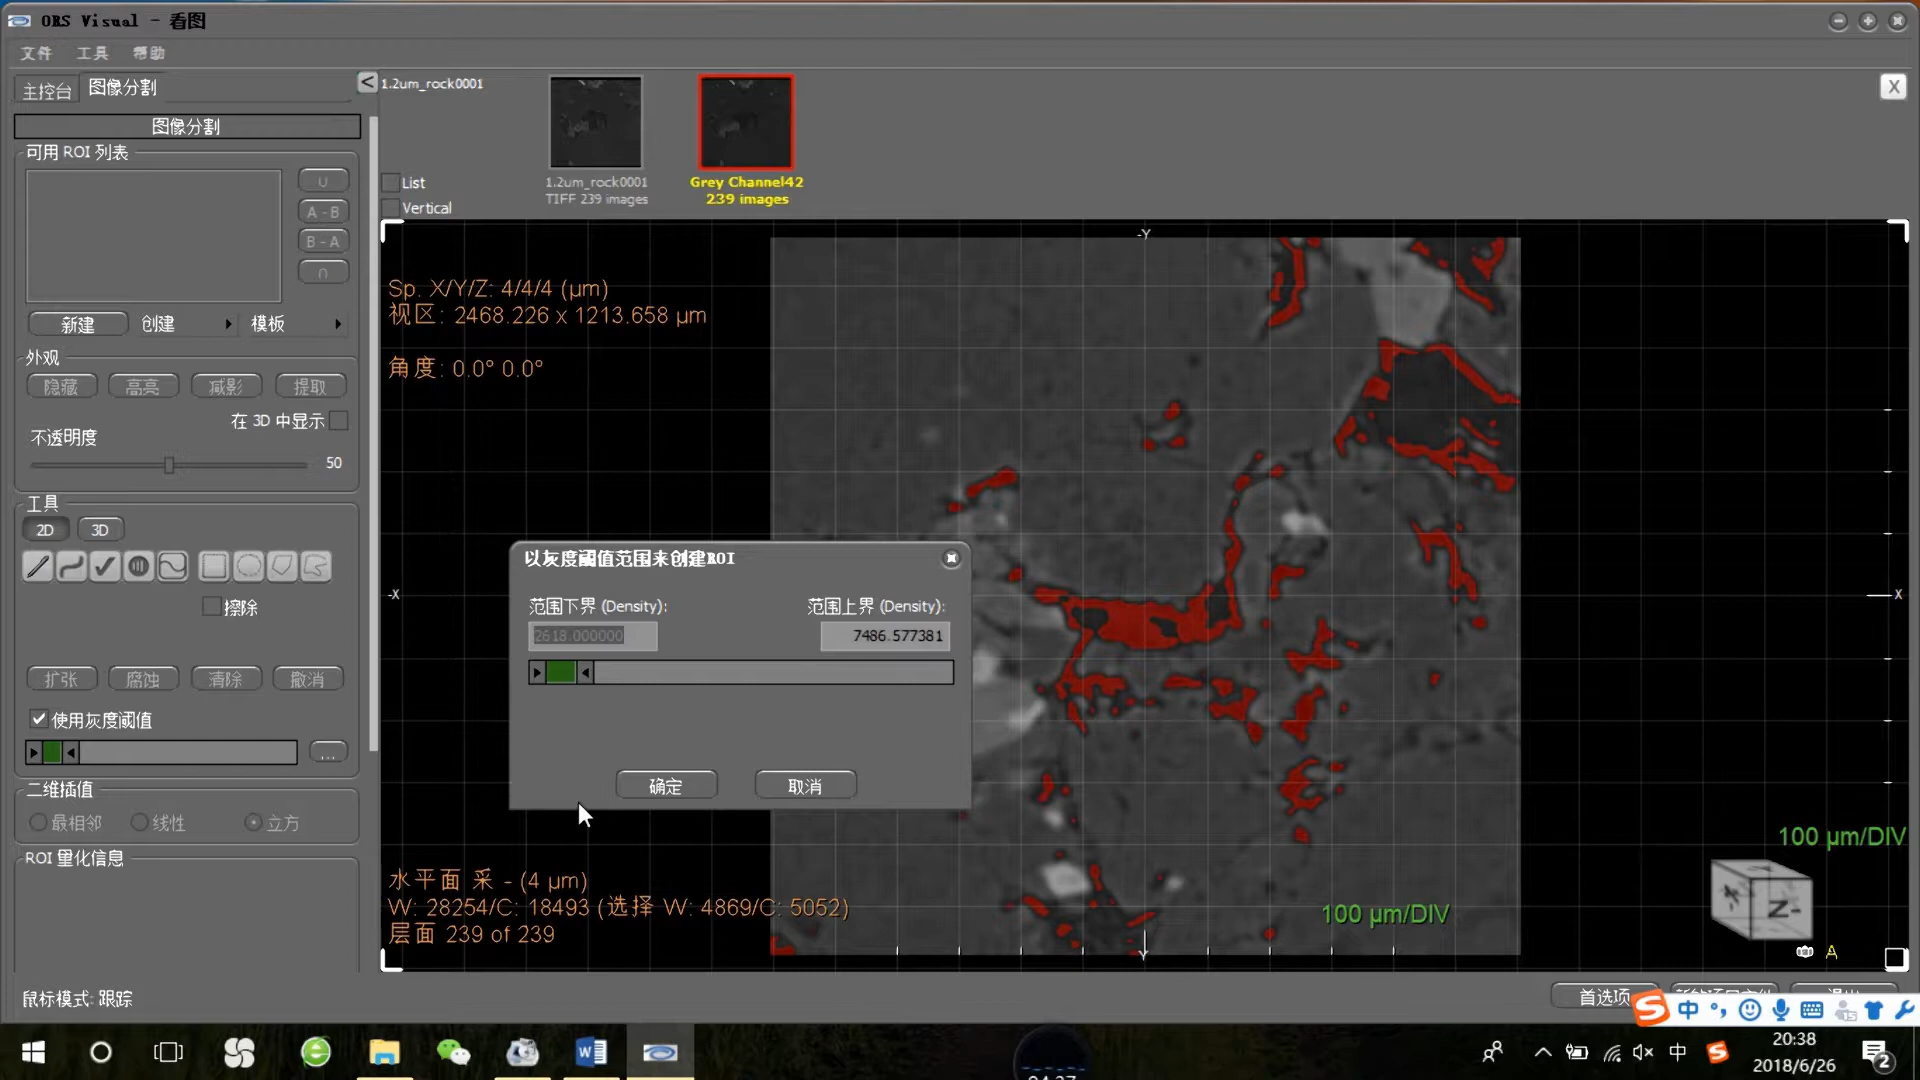 ORS Visual - 看图
文件 工具 帮助
主控台 图像分割
<
1.2um_rock0001
X
图像分割
可用 ROI 列表
U
A - B
B - A
∩
List
Vertical
1.2um_rock0001
TIFF 239 images
Grey Channel42
239 images
新建 创建 模板
外观
隐藏 高亮 减影 提取
在 3D 中显示
不透明度
50
工具
2D 3D
擦除
扩张 腐蚀 清除 撤消
使用灰度阈值
...
二维插值
最相邻 线性 立方
ROI 量化信息
-Y
Sp. X/Y/Z: 4/4/4 (µm)
视区: 2468.226 x 1213.658 µm
角度: 0.0° 0.0°
-X
X
以灰度阈值范围来创建ROI
范围下界 (Density): 范围上界 (Density):
2618.000000 7486.577381
确定 取消
水平面 采 - (4 µm)
W: 28254/C: 18493 (选择 W: 4869/C: 5052)
层面 239 of 239
Y
100 µm/DIV
100 µm/DIV
A
鼠标模式: 跟踪
首选项
中
20:38
中
2018/6/26
2